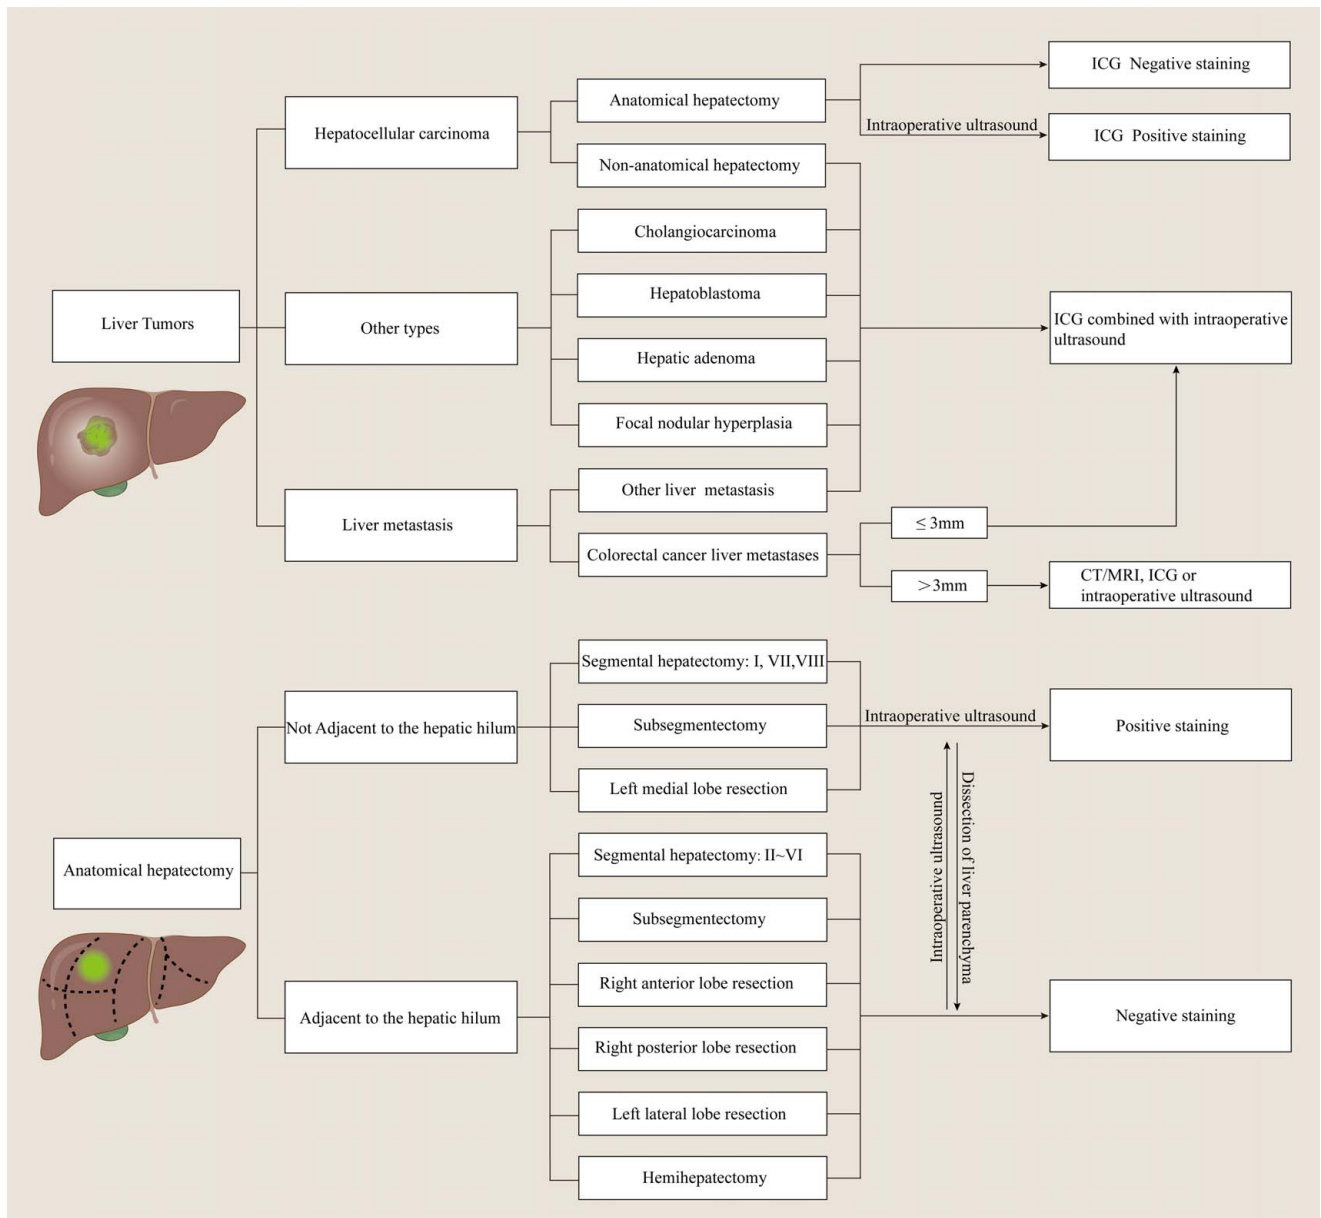 ICG  Negative staining
Anatomical hepatectomy
Intraoperative ultrasound
Hepatocellular carcinoma
ICG  Positive staining
Non-anatomical hepatectomy
Cholangiocarcinoma
Hepatoblastoma
Liver Tumors
Other types
ICG combined with intraoperative
ultrasound
Hepatic adenoma
Focal nodular hyperplasia
Other liver  metastasis
Liver metastasis
≤ 3mm
Colorectal cancer liver metastases
>3mm
CT/MRI, ICG or
intraoperative ultrasound
Segmental hepatectomy: I, VII,VIII
Not Adjacent to the hepatic hilum
Subsegmentectomy
Intraoperative ultrasound
Positive staining
Left medial lobe resection
Intraoperative ultrasound
Dissection of liver parenchyma
Anatomical hepatectomy
Segmental hepatectomy: II~VI
Subsegmentectomy
Right anterior lobe resection
Adjacent to the hepatic hilum
Negative staining
Right posterior lobe resection
Left lateral lobe resection
Hemihepatectomy